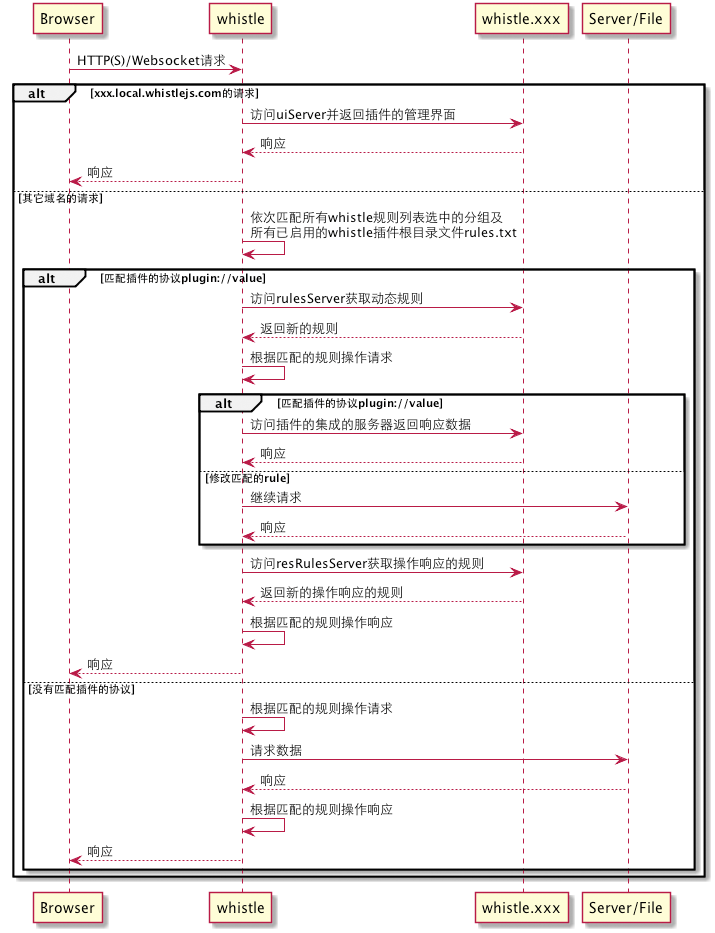 Browser
whistle
whistle.xxx
Server/File
HTTP(S)/Websocket请求
alt
[xxx.local.whistlejs.com的请求]
访问uiServer并返回插件的管理界面
响应
响应
[其它域名的请求]
依次匹配所有whistle规则列表选中的分组及
所有已启用的whistle插件根目录文件rules.txt
alt
[匹配插件的协议plugin://value]
访问rulesServer获取动态规则
返回新的规则
根据匹配的规则操作请求
alt
[匹配插件的协议plugin://value]
访问插件的集成的服务器返回响应数据
响应
[修改匹配的rule]
继续请求
响应
访问resRulesServer获取操作响应的规则
返回新的操作响应的规则
根据匹配的规则操作响应
响应
[没有匹配插件的协议]
根据匹配的规则操作请求
请求数据
响应
根据匹配的规则操作响应
响应
Browser
whistle
whistle.xxx
Server/File